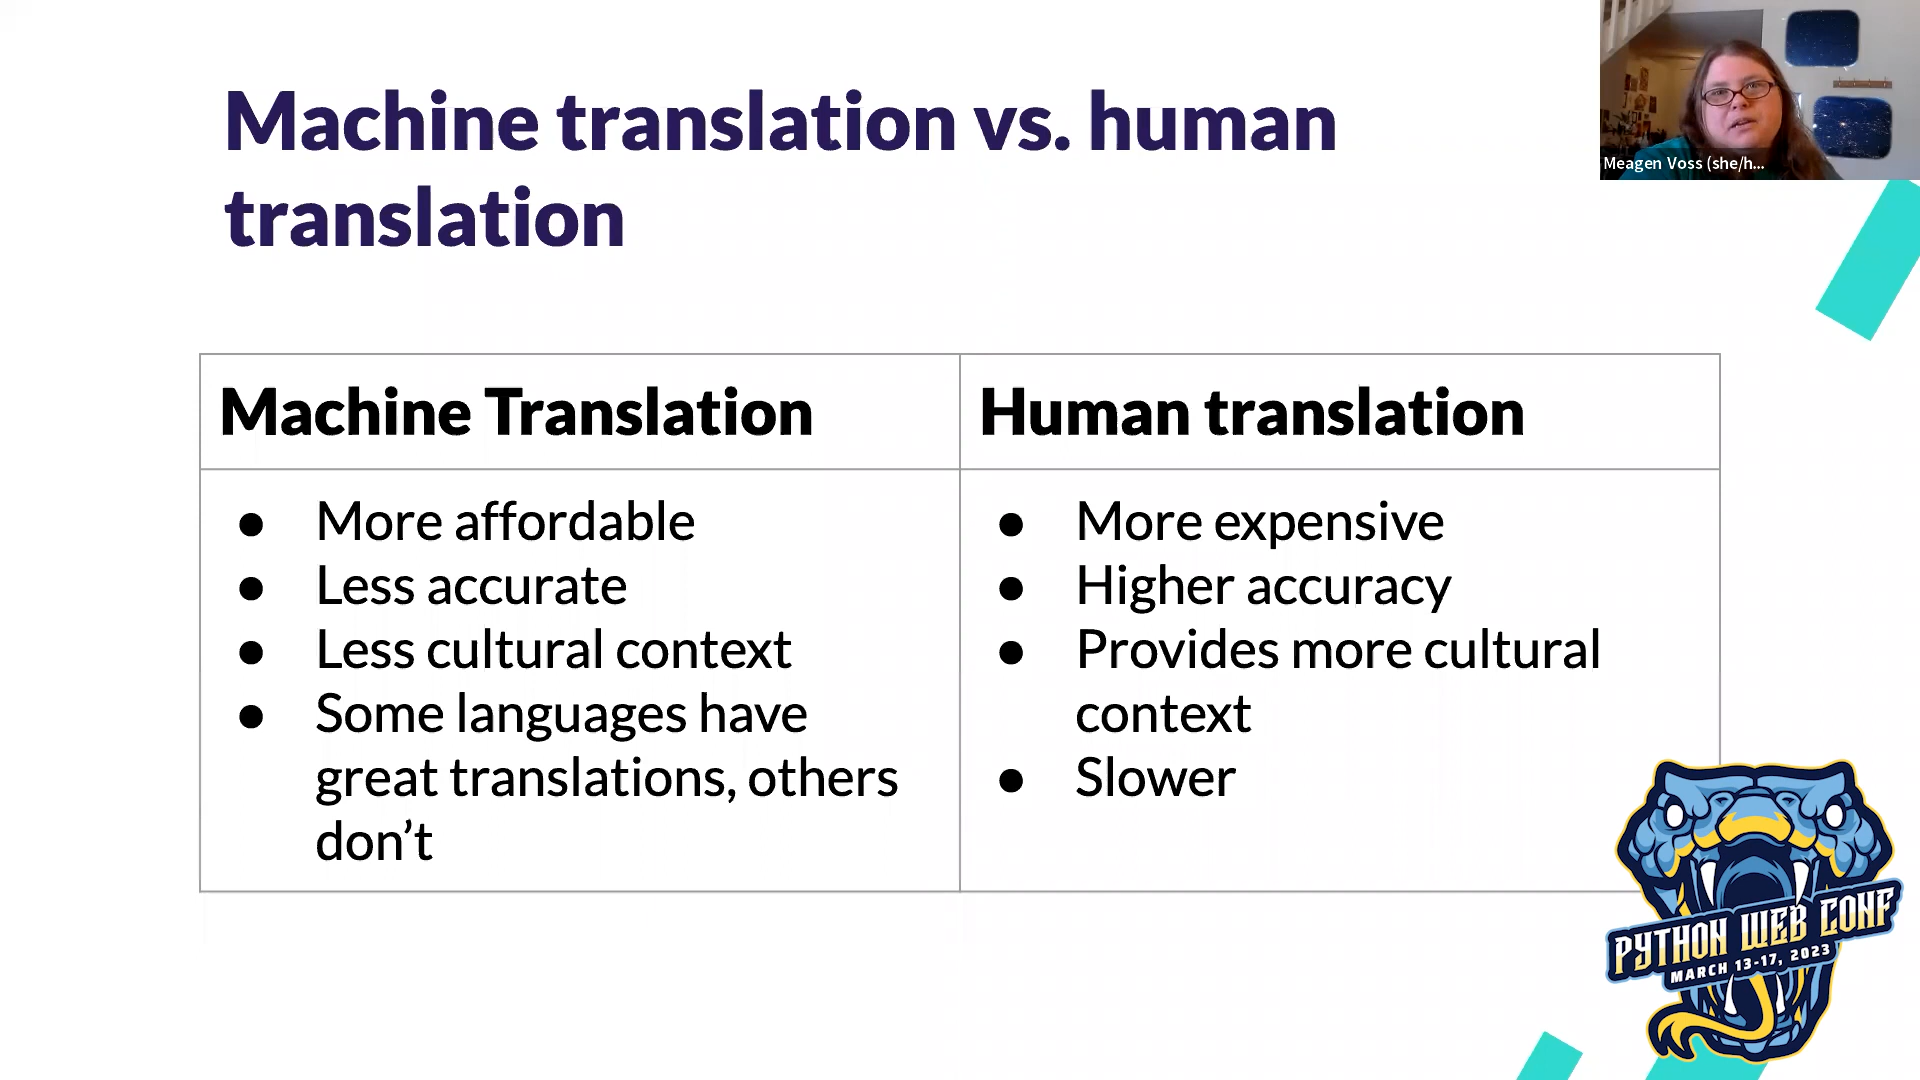 Machine translation vs. human
translation
Meagen Voss (she/h...
Machine Translation
Human translation
● More affordable
● Less accurate
● Less cultural context
● Some languages have
great translations, others
don’t
● More expensive
● Higher accuracy
● Provides more cultural
context
● Slower
PYTHON WEB CONF
MARCH 13-17, 2023